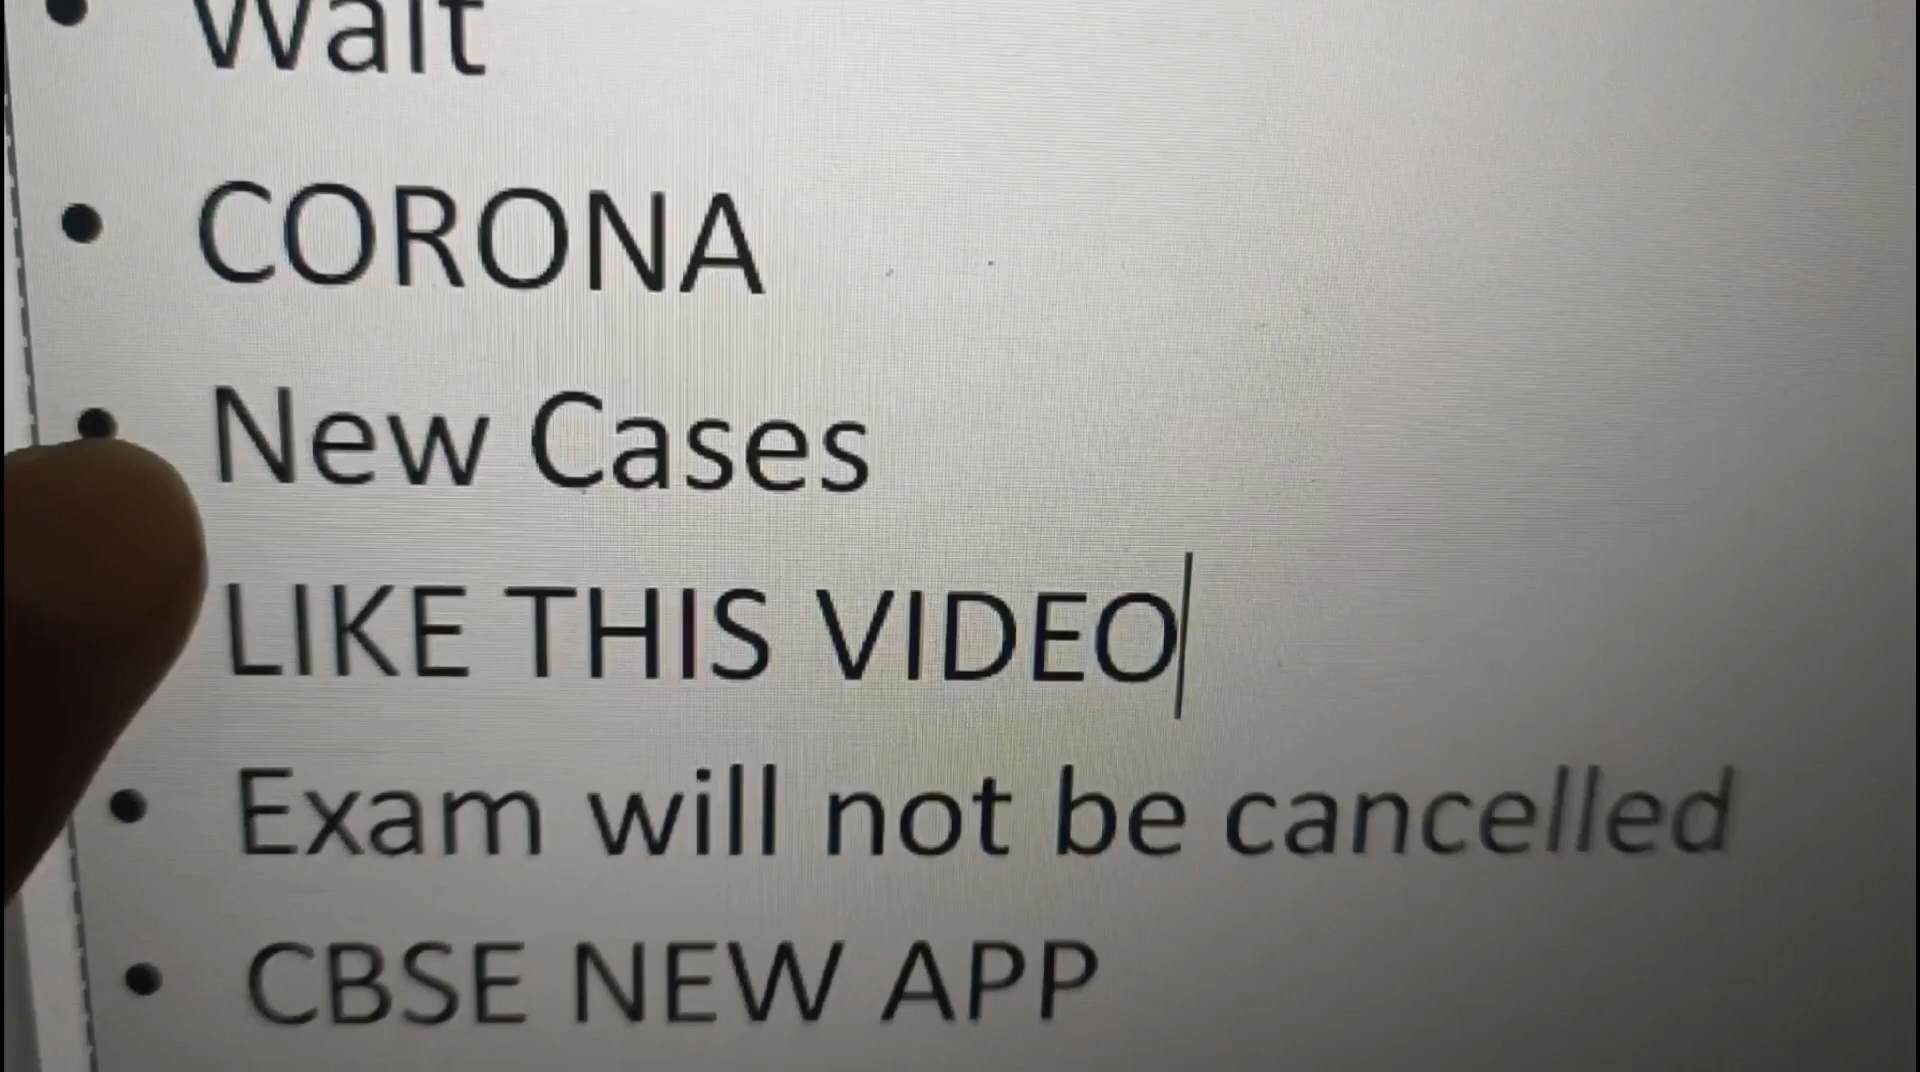 • Wait
• CORONA
• New Cases
LIKE THIS VIDEO
• Exam will not be cancelled
• CBSE NEW APP